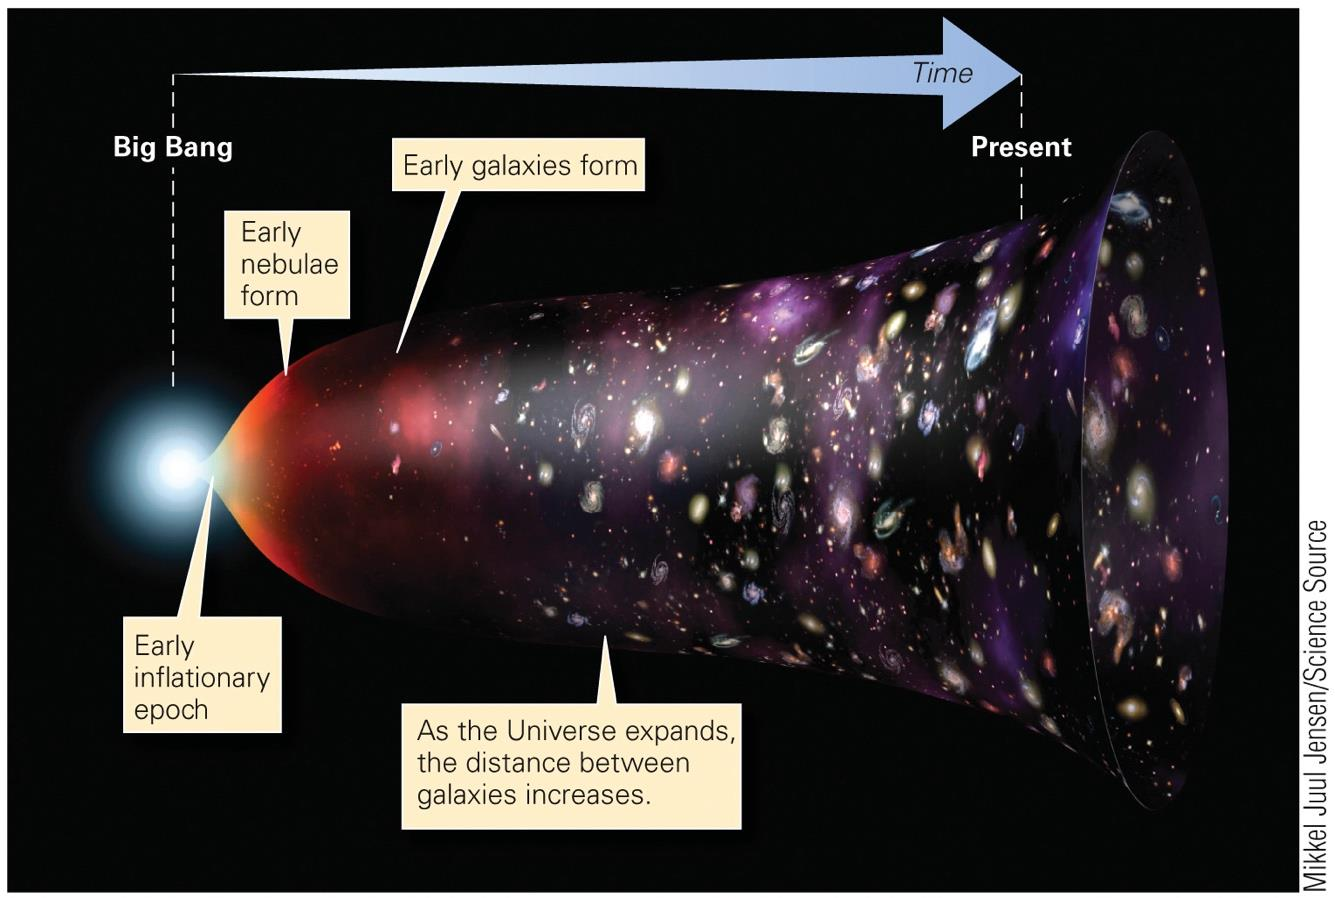 Time
Big Bang
Present
Early galaxies form
Early
nebulae
form
Early
inflationary
epoch
As the Universe expands,
the distance between
galaxies increases.
Mikkel Juul Jensen/Science Source